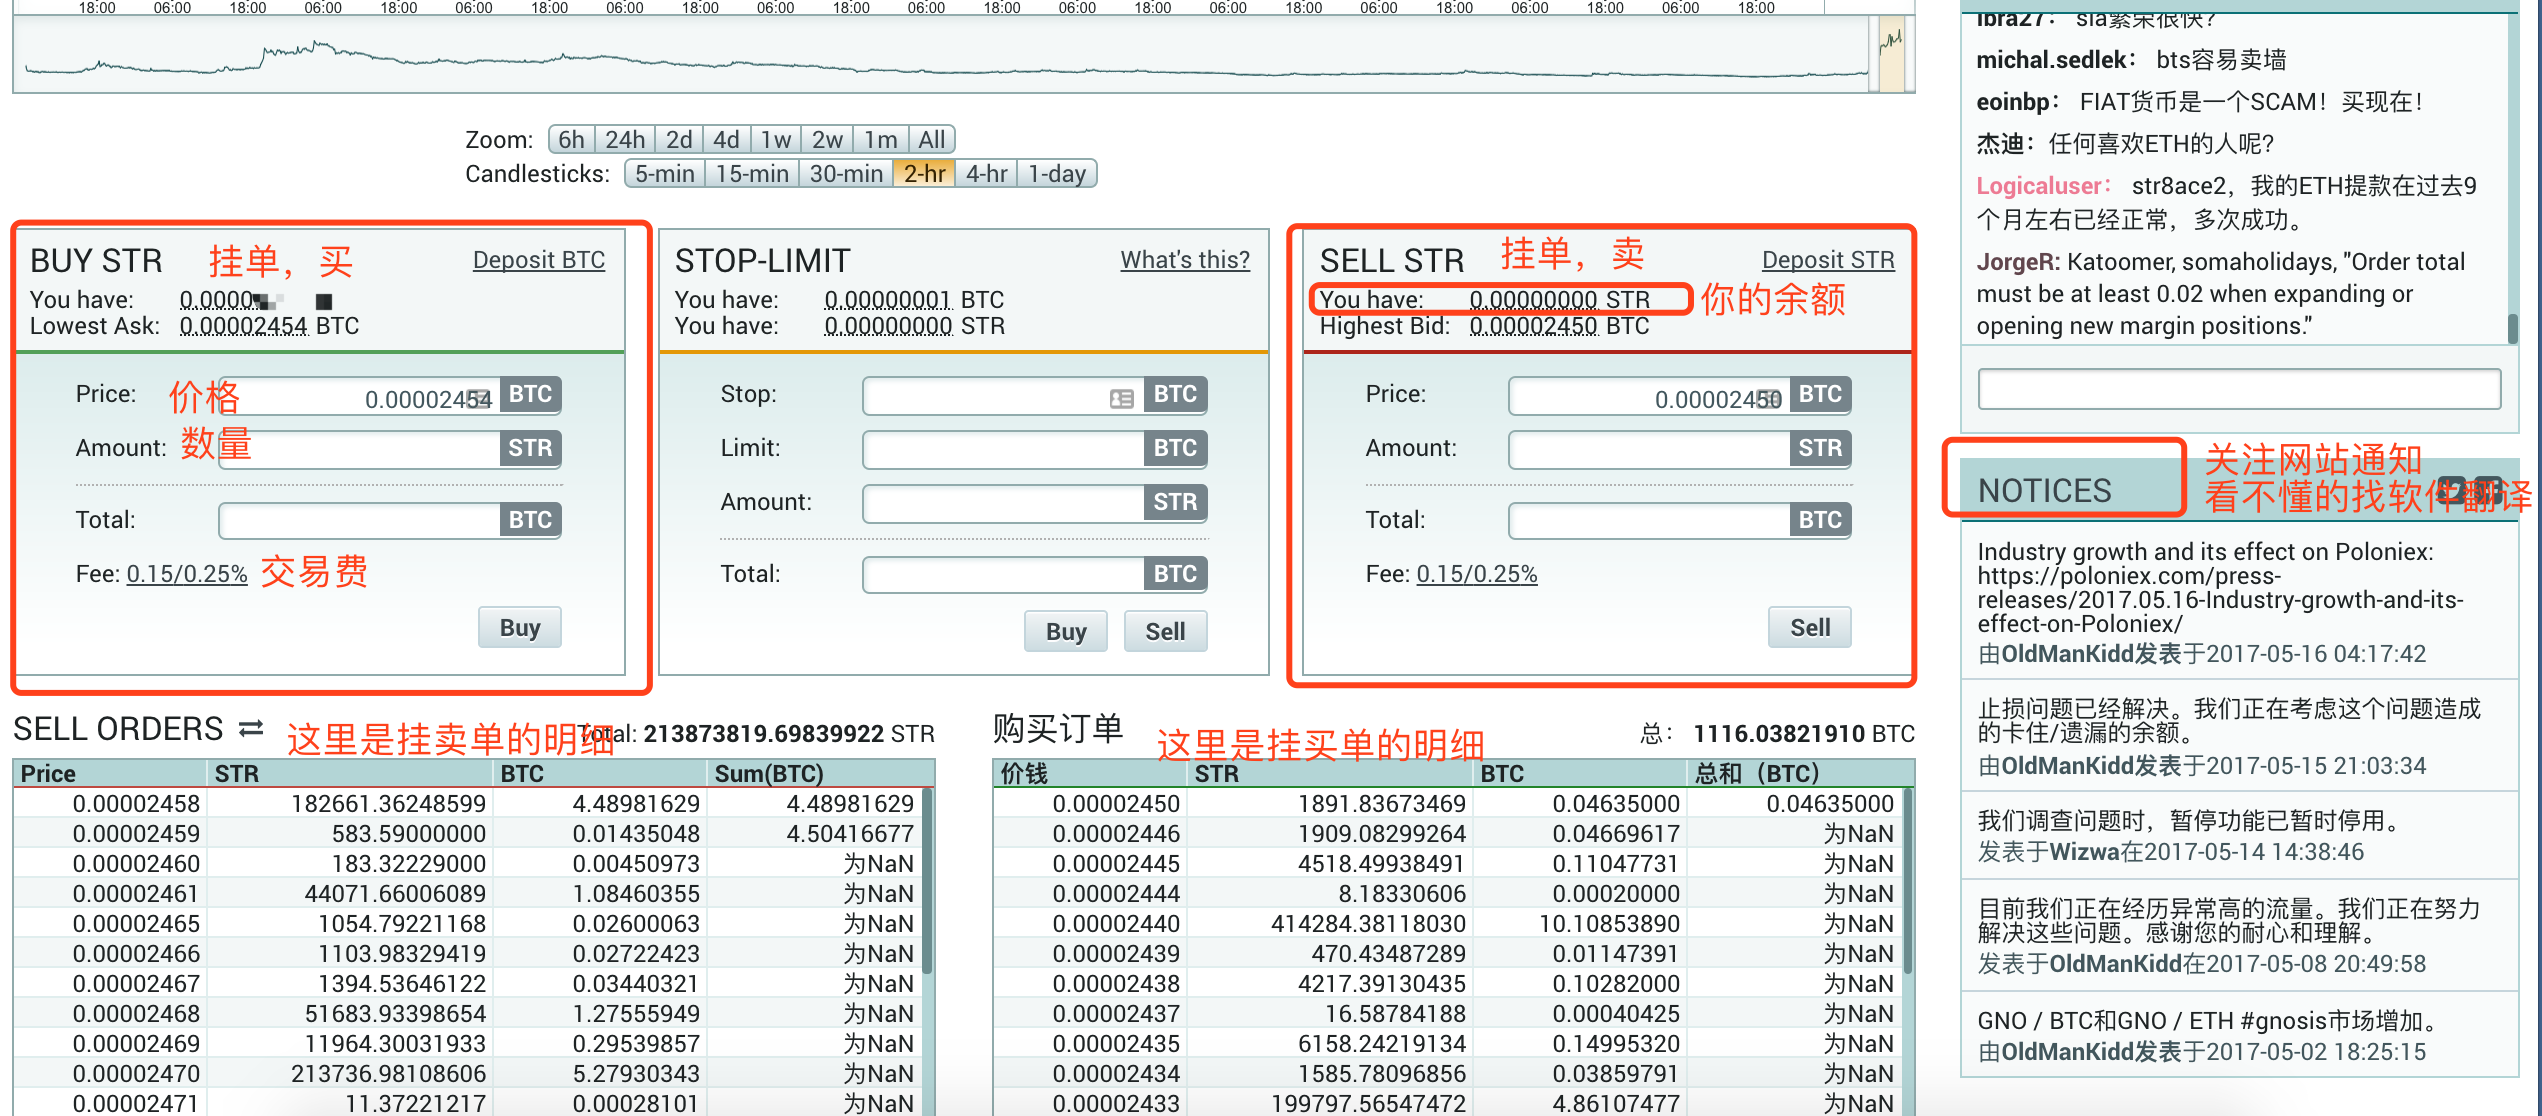 18:00 06:00 18:00 06:00 18:00 06:00 18:00 06:00 18:00 06:00 18:00 06:00 18:00 06:00 18:00 06:00 18:00 06:00 18:00 06:00 18:00 06:00 18:00
Zoom: 6h 24h 2d 4d 1w 2w 1m All
Candlesticks: 5-min 15-min 30-min 2-hr 4-hr 1-day
BUY STR 挂单，买 Deposit BTC
You have: 0.0000
Lowest Ask: 0.00002454 BTC
Price: 价格 0.00002454 BTC
Amount: 数量 STR
Total: BTC
Fee: 0.15/0.25% 交易费
Buy
STOP-LIMIT What's this?
You have: 0.00000001 BTC
You have: 0.00000000 STR
Stop: BTC
Limit: BTC
Amount: STR
Total: BTC
Buy Sell
SELL STR 挂单，卖 Deposit STR
You have: 0.00000000 STR 你的余额
Highest Bid: 0.00002450 BTC
Price: 0.00002450 BTC
Amount: STR
Total: BTC
Fee: 0.15/0.25%
Sell
SELL ORDERS ⇄ 这里是挂卖单的明细 Total: 213873819.69839922 STR
Price STR BTC Sum(BTC)
0.00002458 182661.36248599 4.48981629 4.48981629
0.00002459 583.59000000 0.01435048 4.50416677
0.00002460 183.32229000 0.00450973 为NaN
0.00002461 44071.66006089 1.08460355 为NaN
0.00002465 1054.79221168 0.02600063 为NaN
0.00002466 1103.98329419 0.02722423 为NaN
0.00002467 1394.53646122 0.03440321 为NaN
0.00002468 51683.93398654 1.27555949 为NaN
0.00002469 11964.30031933 0.29539857 为NaN
0.00002470 213736.98108606 5.27930343 为NaN
0.00002471 11.37221217 0.00028101 为NaN
购买订单 这里是挂买单的明细 总： 1116.03821910 BTC
价钱 STR BTC 总和（BTC）
0.00002450 1891.83673469 0.04635000 0.04635000
0.00002446 1909.08299264 0.04669617 为NaN
0.00002445 4518.49938491 0.11047731 为NaN
0.00002444 8.18330606 0.00020000 为NaN
0.00002440 414284.38118030 10.10853890 为NaN
0.00002439 470.43487289 0.01147391 为NaN
0.00002438 4217.39130435 0.10282000 为NaN
0.00002437 16.58784188 0.00040425 为NaN
0.00002435 6158.24219134 0.14995320 为NaN
0.00002434 1585.78096856 0.03859791 为NaN
0.00002433 199797.56547472 4.86107477 为NaN
ibra27： sia繁荣很快？
michal.sedlek： bts容易卖墙
eoinbp： FIAT货币是一个SCAM！买现在！
杰迪：任何喜欢ETH的人呢？
Logicaluser： str8ace2，我的ETH提款在过去9
个月左右已经正常，多次成功。
JorgeR: Katoomer, somaholidays, "Order total
must be at least 0.02 when expanding or
opening new margin positions."
NOTICES
关注网站通知
看不懂的找软件翻译
Industry growth and its effect on Poloniex:
https://poloniex.com/press-
releases/2017.05.16-Industry-growth-and-its-
effect-on-Poloniex/
由OldManKidd发表于2017-05-16 04:17:42
止损问题已经解决。我们正在考虑这个问题造成
的卡住/遗漏的余额。
由OldManKidd发表于2017-05-15 21:03:34
我们调查问题时，暂停功能已暂时停用。
发表于Wizwa在2017-05-14 14:38:46
目前我们正在经历异常高的流量。我们正在努力
解决这些问题。感谢您的耐心和理解。
发表于OldManKidd在2017-05-08 20:49:58
GNO / BTC和GNO / ETH #gnosis市场增加。
由OldManKidd发表于2017-05-02 18:25:15